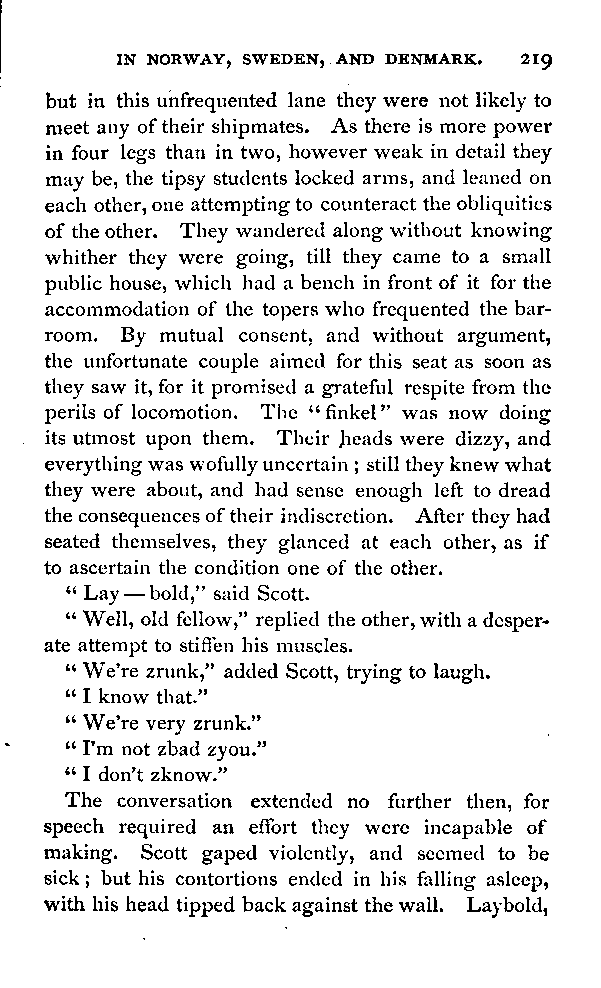 IN NORWAY, SWEDEN, AND DENMARK. 219
but in this unfrequented lane they were not likely to
meet any of their shipmates. As there is more power
in four legs than in two, however weak in detail they
may be, the tipsy students locked arms, and leaned on
each other, one attempting to counteract the obliquities
of the other. They wandered along without knowing
whither they were going, till they came to a small
public house, which had a bench in front of it for the
accommodation of the topers who frequented the bar-
room. By mutual consent, and without argument,
the unfortunate couple aimed for this seat as soon as
they saw it, for it promised a grateful respite from the
perils of locomotion. The “finkel” was now doing
its utmost upon them. Their heads were dizzy, and
everything was wofully uncertain; still they knew what
they were about, and had sense enough left to dread
the consequences of their indiscretion. After they had
seated themselves, they glanced at each other, as if
to ascertain the condition one of the other.
“Lay — bold,” said Scott.
“Well, old fellow,” replied the other, with a desper-
ate attempt to stiffen his muscles.
“We're zrunk,” added Scott, trying to laugh.
“I know that.”
“We're very zrunk.”
“I'm not zbad zyou.”
“I don't zknow.”
The conversation extended no further then, for
speech required an effort they were incapable of
making. Scott gaped violently, and seemed to be
sick; but his contortions ended in his falling asleep,
with his head tipped back against the wall. Laybold,